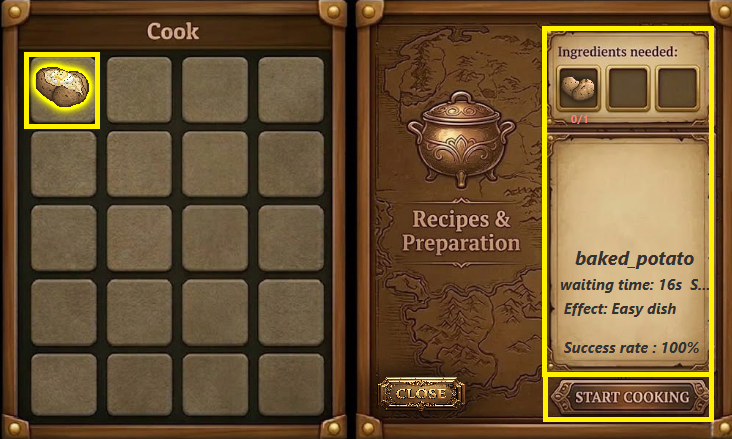 Cook
Ingredients needed:
0/1
Recipes &
Preparation
baked_potato
waiting time: 16s S...
Effect: Easy dish
Success rate : 100%
CLOSE
START COOKING